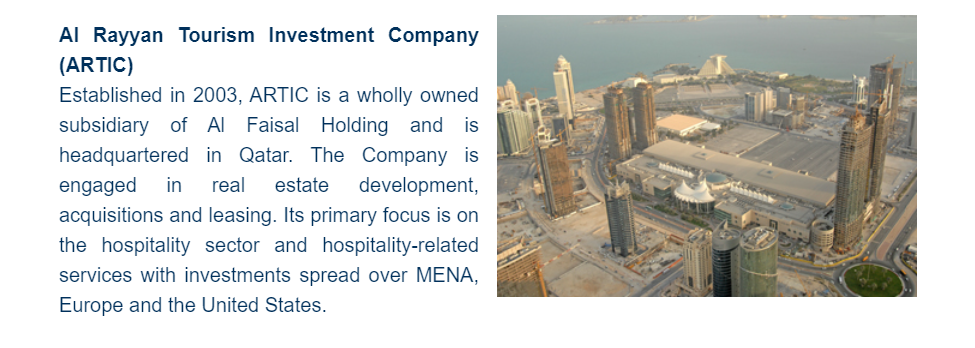 Al Rayyan Tourism Investment Company
(ARTIC)
Established in 2003, ARTIC is a wholly owned
subsidiary of Al Faisal Holding and is
headquartered in Qatar. The Company is
engaged in real estate development,
acquisitions and leasing. Its primary focus is on
the hospitality sector and hospitality-related
services with investments spread over MENA,
Europe and the United States.